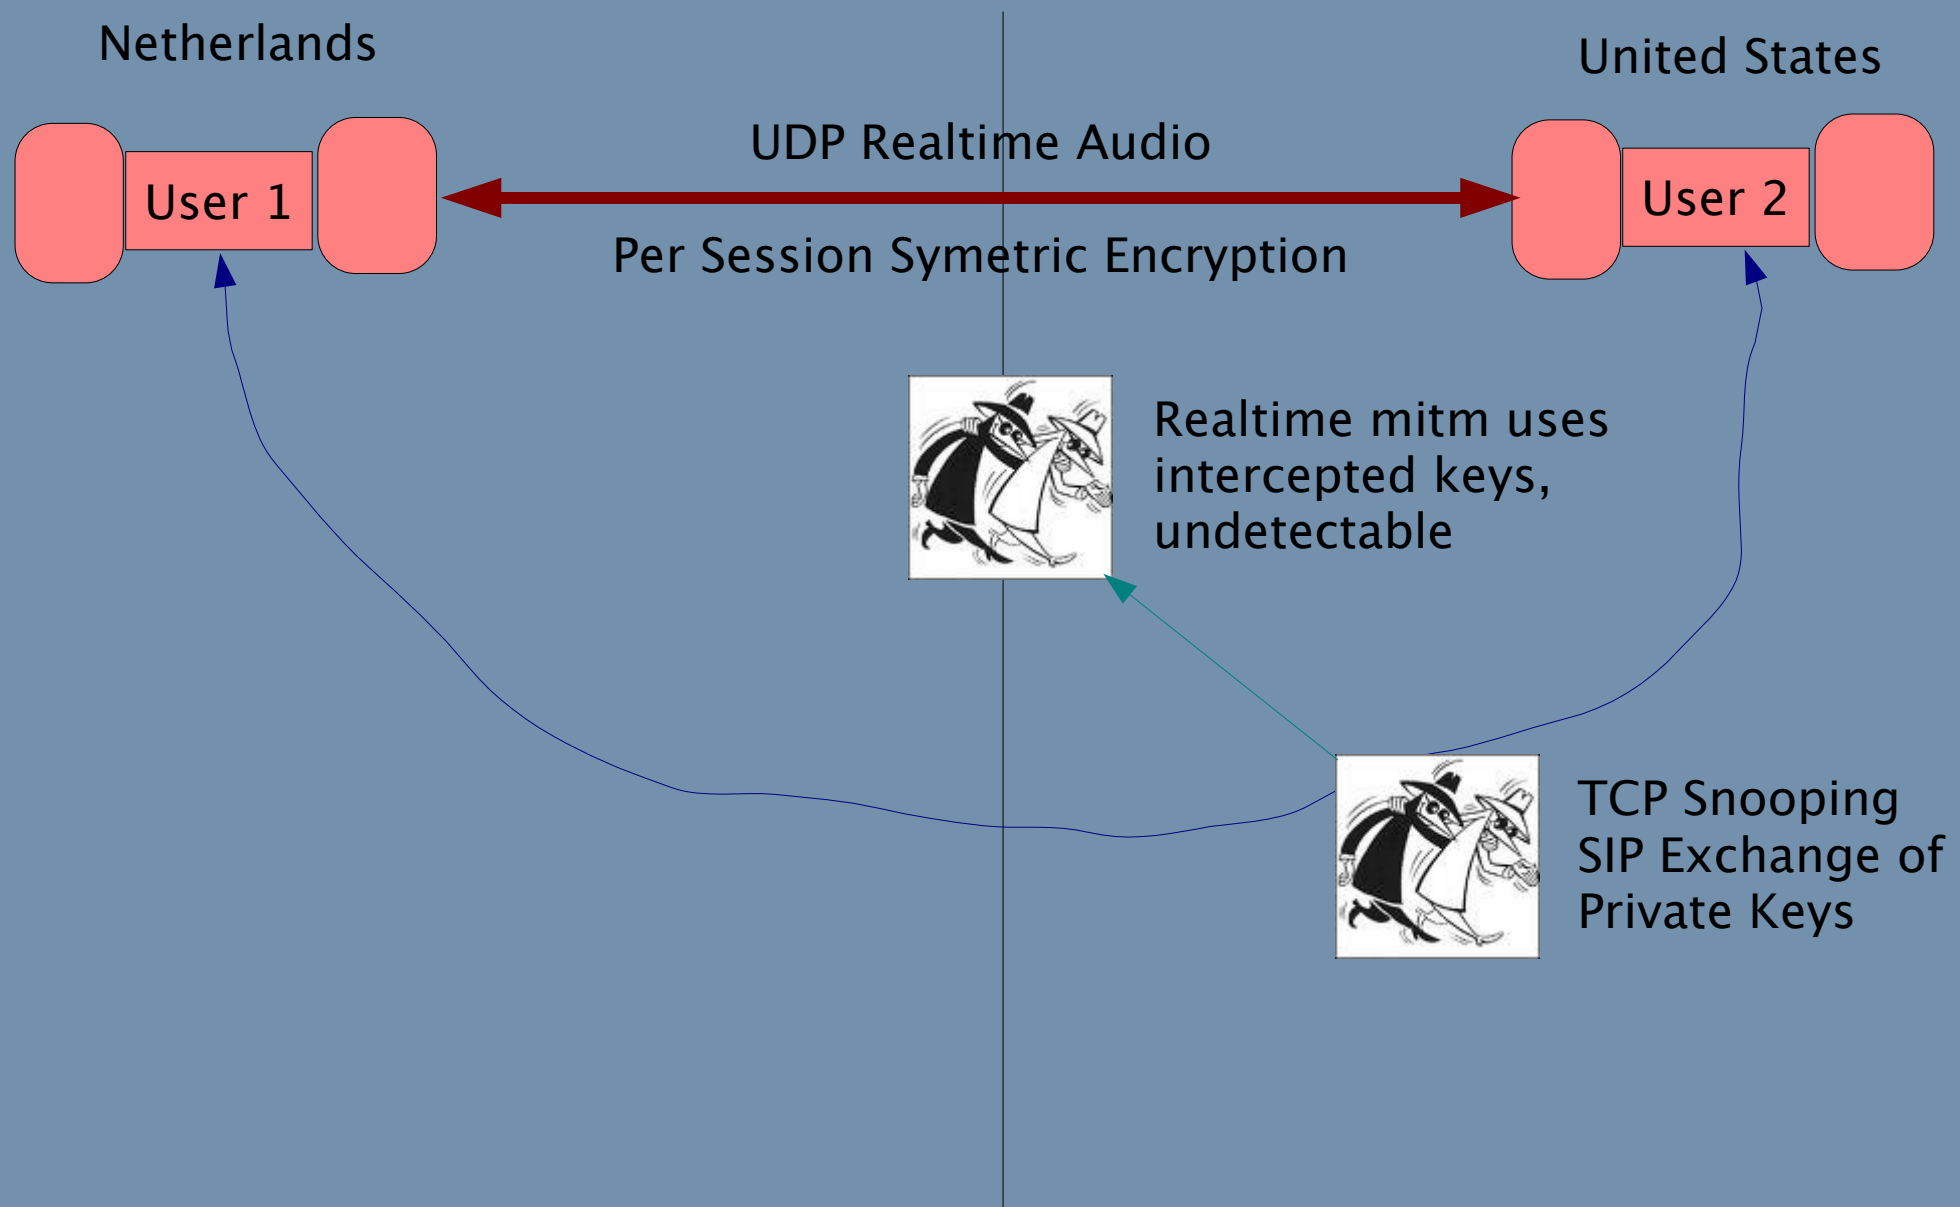 Netherlands
United States
UDP Realtime Audio
User 1
User 2
Per Session Symetric Encryption
Realtime mitm uses
intercepted keys,
undetectable
TCP Snooping
SIP Exchange of
Private Keys